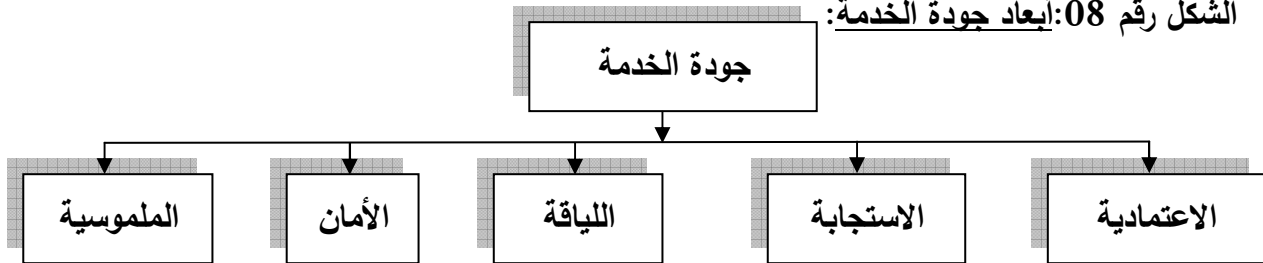 الشكل رقم 08:ابعاد جودة الخدمة:
جودة الخدمة
الاعتمادية
الاستجابة
اللياقة
الأمان
الملموسية